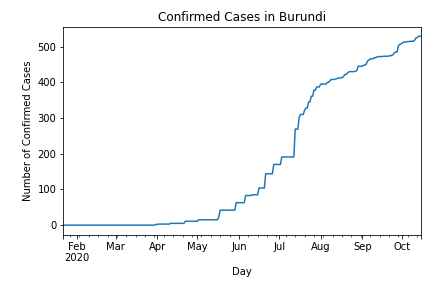 Confirmed Cases in Burundi
Number of Confirmed Cases
500
400
300
200
100
0
Feb Mar Apr May Jun Jul Aug Sep Oct
2020
Day